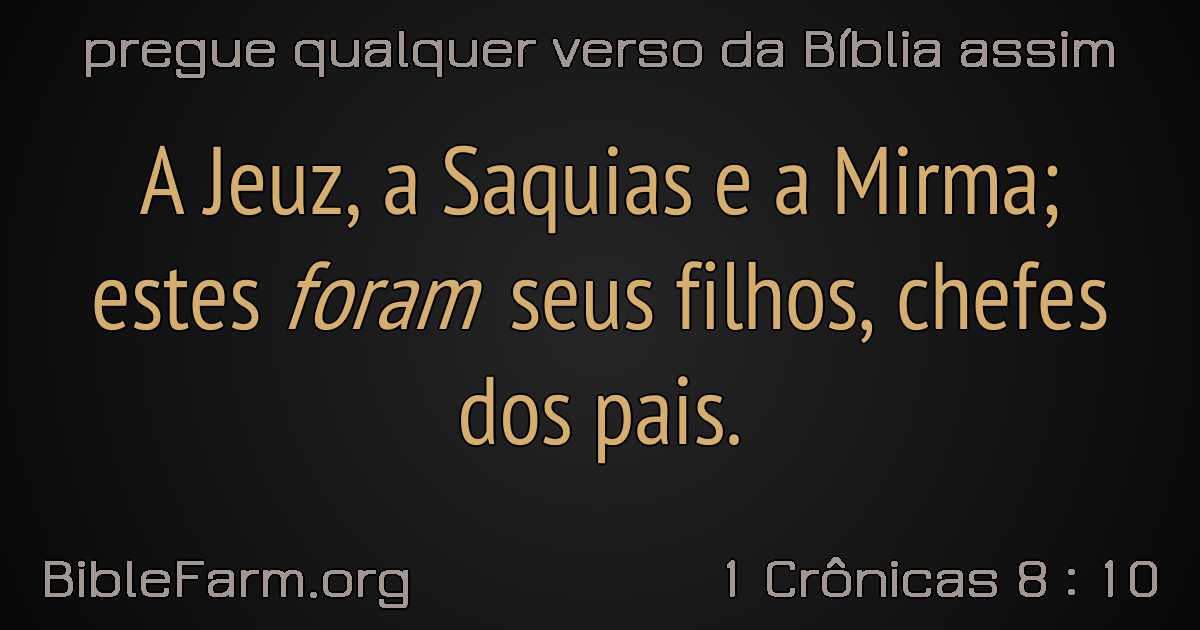 pregue qualquer verso da Bíblia assim
A Jeuz, a Saquias e a Mirma;
estes foram seus filhos, chefes
dos pais.
BibleFarm.org
1 Crônicas 8 : 10